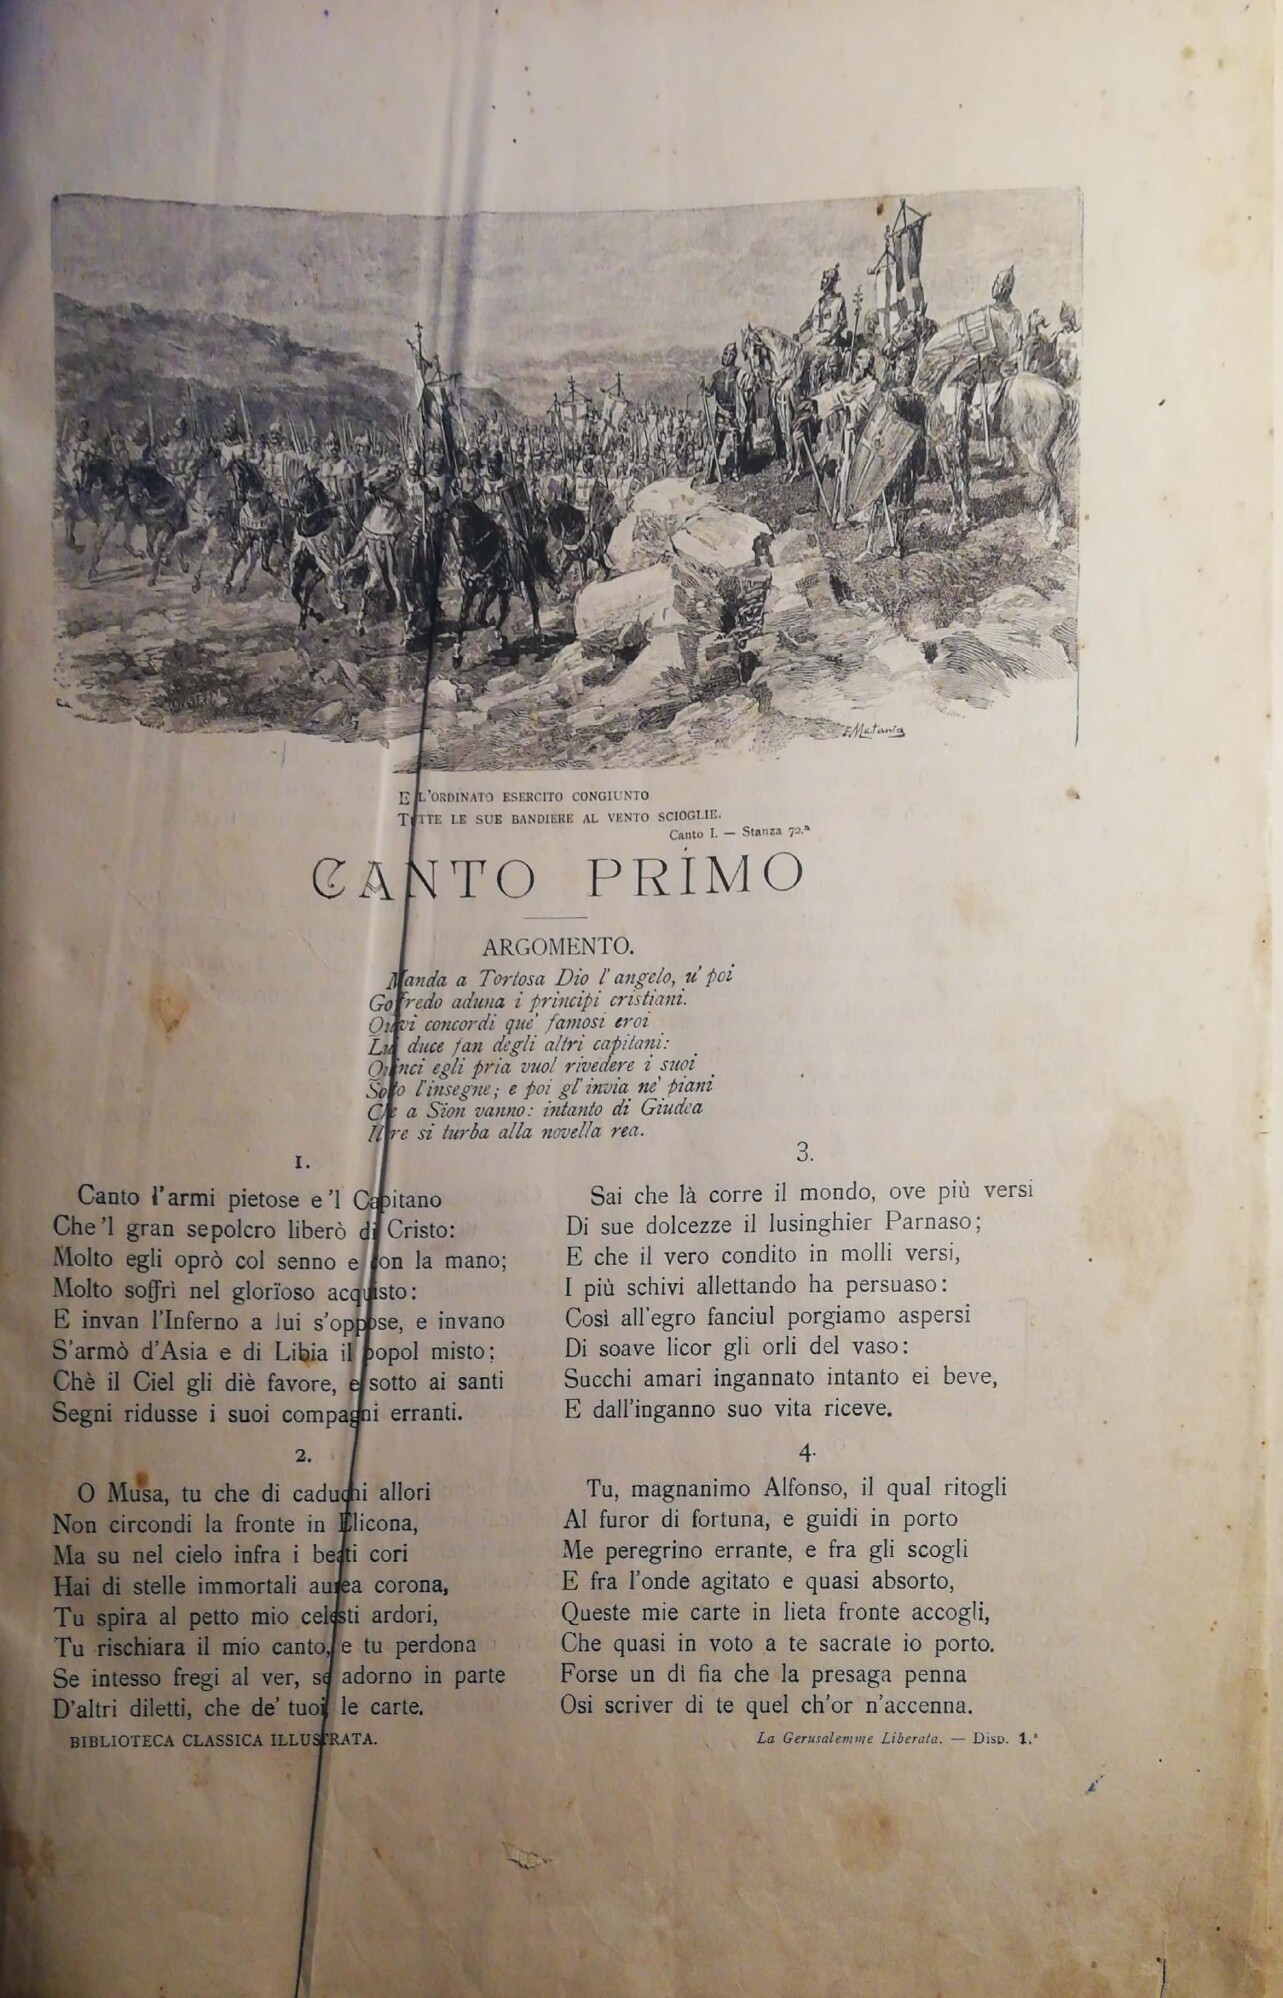 E. Matania
E L'ORDINATO ESERCITO CONGIUNTO
TUTTE LE SUE BANDIERE AL VENTO SCIOGLIE.
Canto I. — Stanza 72.ª
CANTO PRIMO
ARGOMENTO.
Manda a Tortosa Dio l'angelo, u' poi
Goffredo aduna i principi cristiani.
Quivi concordi que' famosi eroi
Lui duce fan degli altri capitani:
Quinci egli pria vuol rivedere i suoi
Sotto l'insegne; e poi gl'invia ne' piani
Che a Sion vanno: intanto di Giudea
Il re si turba alla novella rea.
1.
Canto l'armi pietose e 'l Capitano
Che 'l gran sepolcro liberò di Cristo:
Molto egli oprò col senno e con la mano;
Molto soffrì nel glorïoso acquisto:
E invan l'Inferno a lui s'oppose, e invano
S'armò d'Asia e di Libia il popol misto:
Chè il Ciel gli diè favore, e sotto ai santi
Segni ridusse i suoi compagni erranti.
2.
O Musa, tu che di caduchi allori
Non circondi la fronte in Elicona,
Ma su nel cielo infra i beati cori
Hai di stelle immortali aurea corona,
Tu spira al petto mio celesti ardori,
Tu rischiara il mio canto, e tu perdona
Se intesso fregi al ver, se adorno in parte
D'altri diletti, che de' tuoi, le carte.
3.
Sai che là corre il mondo, ove più versi
Di sue dolcezze il lusinghier Parnaso;
E che il vero condito in molli versi,
I più schivi allettando ha persuaso:
Così all'egro fanciul porgiamo aspersi
Di soave licor gli orli del vaso:
Succhi amari ingannato intanto ei beve,
E dall'inganno suo vita riceve.
4.
Tu, magnanimo Alfonso, il qual ritogli
Al furor di fortuna, e guidi in porto
Me peregrino errante, e fra gli scogli
E fra l'onde agitato e quasi absorto,
Queste mie carte in lieta fronte accogli,
Che quasi in voto a te sacrate io porto.
Forse un dì fia che la presaga penna
Osi scriver di te quel ch'or n'accenna.
BIBLIOTECA CLASSICA ILLUSTRATA.
La Gerusalemme Liberata. — Disp. 1.ª